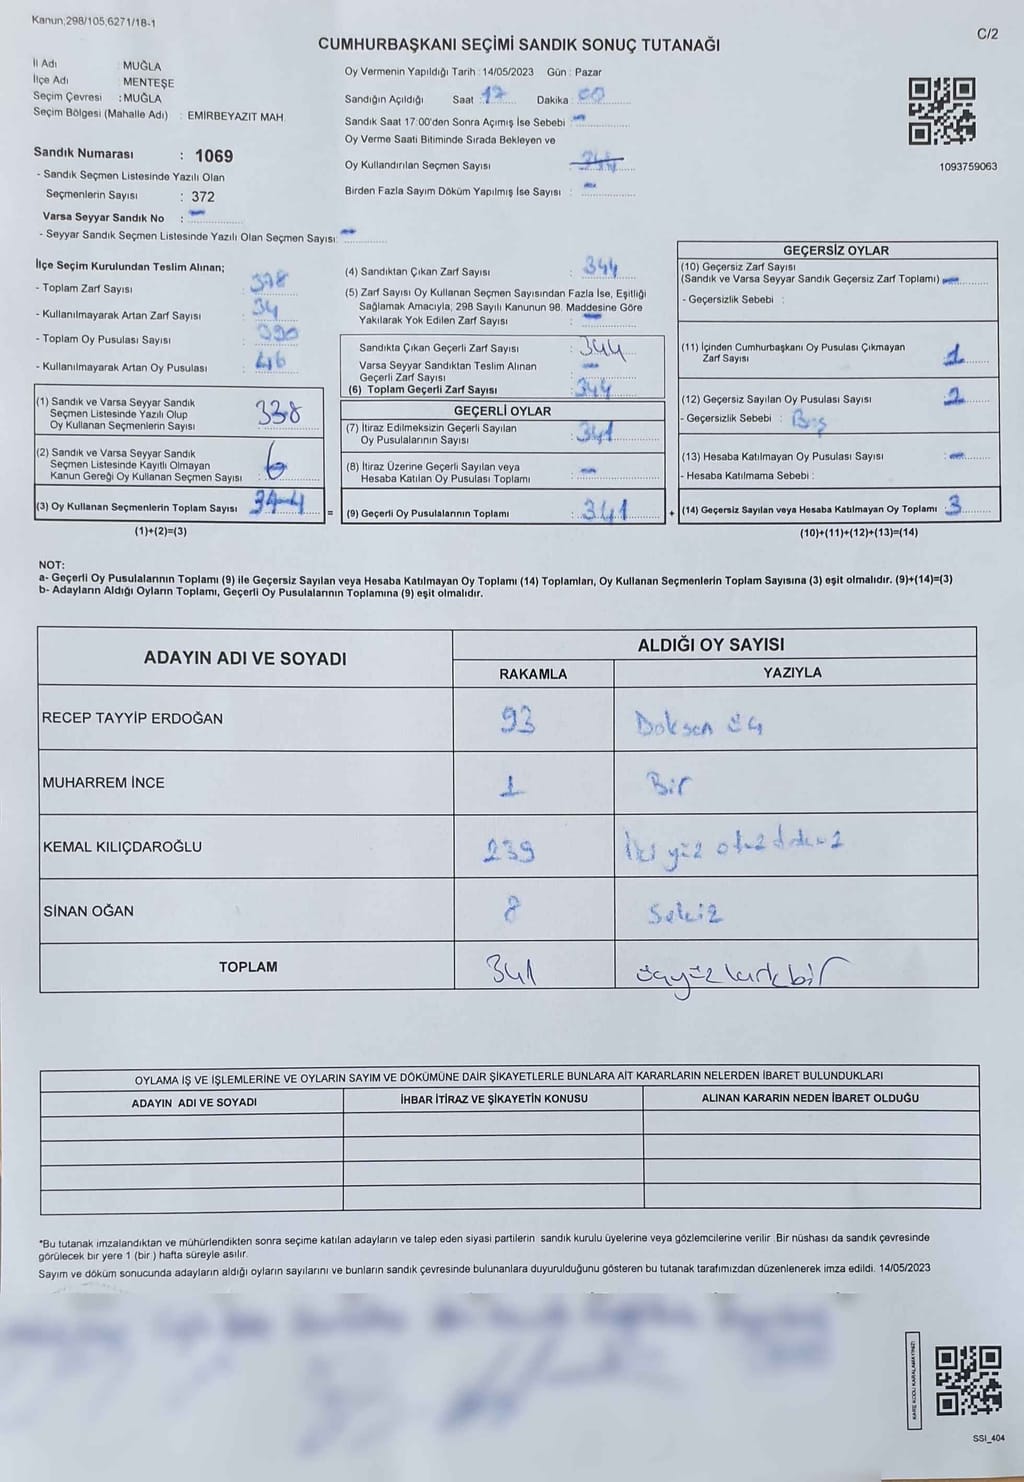 Kanun;298/105,6271/18-1
C/2
CUMHURBAŞKANI SEÇİMİ SANDIK SONUÇ TUTANAĞI
İl Adı : MUĞLA
İlçe Adı : MENTEŞE
Seçim Çevresi : MUĞLA
Seçim Bölgesi (Mahalle Adı) : EMİRBEYAZIT MAH.
Sandık Numarası : 1069
- Sandık Seçmen Listesinde Yazılı Olan
Seçmenlerin Sayısı : 372
Varsa Seyyar Sandık No : -
- Seyyar Sandık Seçmen Listesinde Yazılı Olan Seçmen Sayısı: -
Oy Vermenin Yapıldığı Tarih : 14/05/2023 Gün : Pazar
Sandığın Açıldığı Saat : 17 Dakika : 00
Sandık Saat 17:00'den Sonra Açımış İse Sebebi : -
Oy Verme Saati Bitiminde Sırada Bekleyen ve
Oy Kullandırılan Seçmen Sayısı : 344
Birden Fazla Sayım Döküm Yapılmış İse Sayısı : -
1093759063
İlçe Seçim Kurulundan Teslim Alınan;
- Toplam Zarf Sayısı : 378
- Kullanılmayarak Artan Zarf Sayısı : 34
- Toplam Oy Pusulası Sayısı : 390
- Kullanılmayarak Artan Oy Pusulası : 46
(1) Sandık ve Varsa Seyyar Sandık
Seçmen Listesinde Yazılı Olup
Oy Kullanan Seçmenlerin Sayısı : 338
(2) Sandık ve Varsa Seyyar Sandık
Seçmen Listesinde Kayıtlı Olmayan
Kanun Gereği Oy Kullanan Seçmen Sayısı : 6
(3) Oy Kullanan Seçmenlerin Toplam Sayısı : 344 =
(1)+(2)=(3)
(4) Sandıktan Çıkan Zarf Sayısı : 344
(5) Zarf Sayısı Oy Kullanan Seçmen Sayısından Fazla İse, Eşitliği
Sağlamak Amacıyla, 298 Sayılı Kanunun 98. Maddesine Göre
Yakılarak Yok Edilen Zarf Sayısı : -
Sandıkta Çıkan Geçerli Zarf Sayısı : 344
Varsa Seyyar Sandıktan Teslim Alınan
Geçerli Zarf Sayısı : -
(6) Toplam Geçerli Zarf Sayısı : 344
GEÇERLİ OYLAR
(7) İtiraz Edilmeksizin Geçerli Sayılan
Oy Pusulalarının Sayısı : 341
(8) İtiraz Üzerine Geçerli Sayılan veya
Hesaba Katılan Oy Pusulası Toplamı : -
(9) Geçerli Oy Pusulalarının Toplamı : 341 +
GEÇERSİZ OYLAR
(10) Geçersiz Zarf Sayısı
(Sandık ve Varsa Seyyar Sandık Geçersiz Zarf Toplamı) : -
- Geçersizlik Sebebi :
(11) İçinden Cumhurbaşkanı Oy Pusulası Çıkmayan
Zarf Sayısı : 1
(12) Geçersiz Sayılan Oy Pusulası Sayısı : 2
- Geçersizlik Sebebi : Boş
(13) Hesaba Katılmayan Oy Pusulası Sayısı : -
- Hesaba Katılmama Sebebi :
(14) Geçersiz Sayılan veya Hesaba Katılmayan Oy Toplamı : 3
(10)+(11)+(12)+(13)=(14)
NOT:
a- Geçerli Oy Pusulalarının Toplamı (9) ile Geçersiz Sayılan veya Hesaba Katılmayan Oy Toplamı (14) Toplamları, Oy Kullanan Seçmenlerin Toplam Sayısına (3) eşit olmalıdır. (9)+(14)=(3)
b- Adayların Aldığı Oyların Toplamı, Geçerli Oy Pusulalarının Toplamına (9) eşit olmalıdır.
ADAYIN ADI VE SOYADI
ALDIĞI OY SAYISI
RAKAMLA YAZIYLA
RECEP TAYYİP ERDOĞAN 93 Doksan üç
MUHARREM İNCE 1 Bir
KEMAL KILIÇDAROĞLU 239 İki yüz otuz dokuz
SİNAN OĞAN 8 Sekiz
TOPLAM 341 üçyüz kırk bir
OYLAMA İŞ VE İŞLEMLERİNE VE OYLARIN SAYIM VE DÖKÜMÜNE DAİR ŞİKAYETLERLE BUNLARA AİT KARARLARIN NELERDEN İBARET BULUNDUKLARI
ADAYIN ADI VE SOYADI İHBAR İTİRAZ VE ŞİKAYETİN KONUSU ALINAN KARARIN NEDEN İBARET OLDUĞU
*Bu tutanak imzalandıktan ve mühürlendikten sonra seçime katılan adayların ve talep eden siyasi partilerin sandık kurulu üyelerine veya gözlemcilerine verilir. Bir nüshası da sandık çevresinde
görülecek bir yere 1 (bir ) hafta süreyle asılır.
Sayım ve döküm sonucunda adayların aldığı oyların sayılarını ve bunların sandık çevresinde bulunanlara duyurulduğunu gösteren bu tutanak tarafımızdan düzenlenerek imza edildi. 14/05/2023
KARE KODU KARALAMAYINIZ!
SSI_404